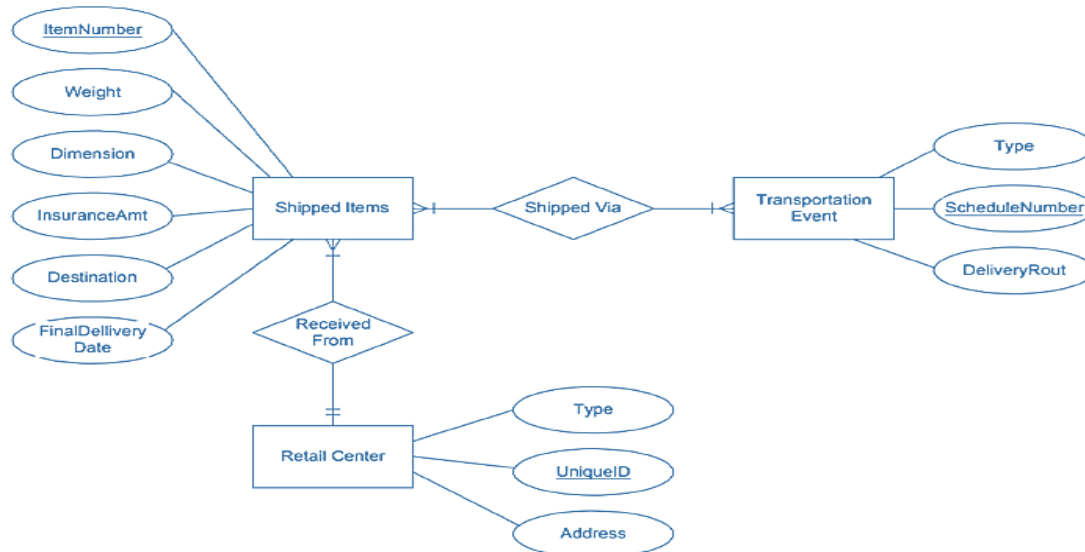 ItemNumber
Weight
Dimension
InsuranceAmt
Destination
FinalDellivery
Date
Shipped Items
Shipped Via
Transportation
Event
Type
ScheduleNumber
DeliveryRout
Received
From
Retail Center
Type
UniqueID
Address